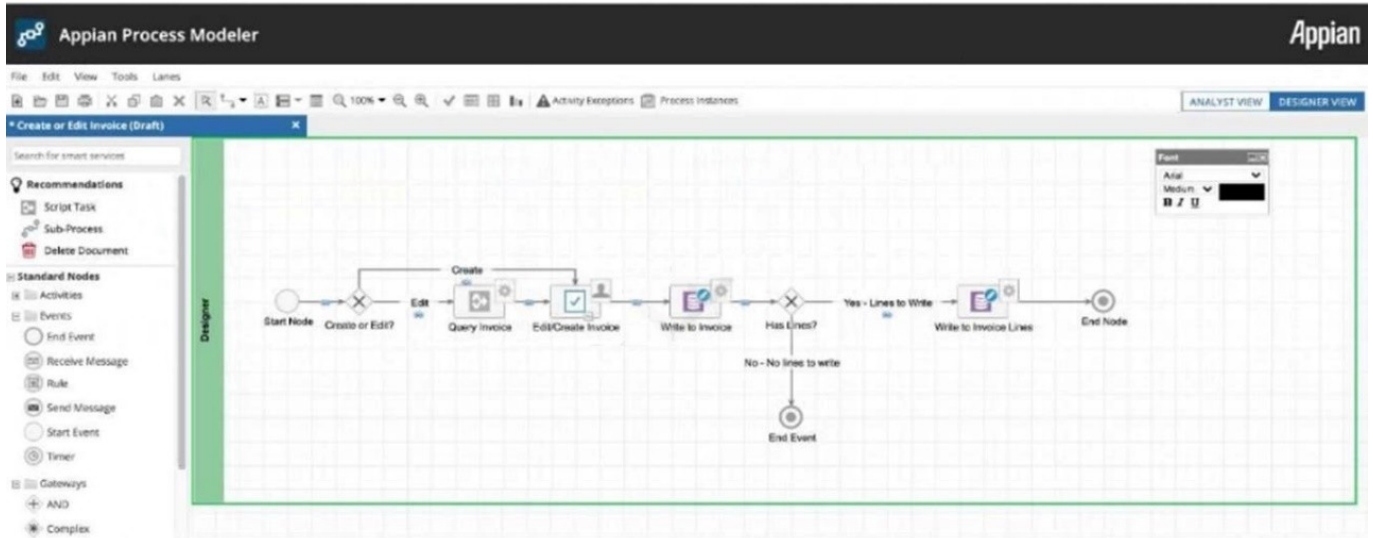 Appian Process Modeler
Appian
File Edit View Tools Lanes
100% Activity Exceptions Process Instances
ANALYST VIEW DESIGNER VIEW
* Create or Edit Invoice (Draft) ×
Search for smart services
Recommendations
Script Task
Sub-Process
Delete Document
Standard Nodes
Activities
Events
End Event
Receive Message
Rule
Send Message
Start Event
Timer
Gateways
AND
Complex
Designer
Start Node
Create or Edit?
Create
Edit
Query Invoice
Edit/Create Invoice
Write to Invoice
Has Lines?
Yes - Lines to Write
Write to Invoice Lines
End Node
No - No lines to write
End Event
Font
Arial
Medium
B I U